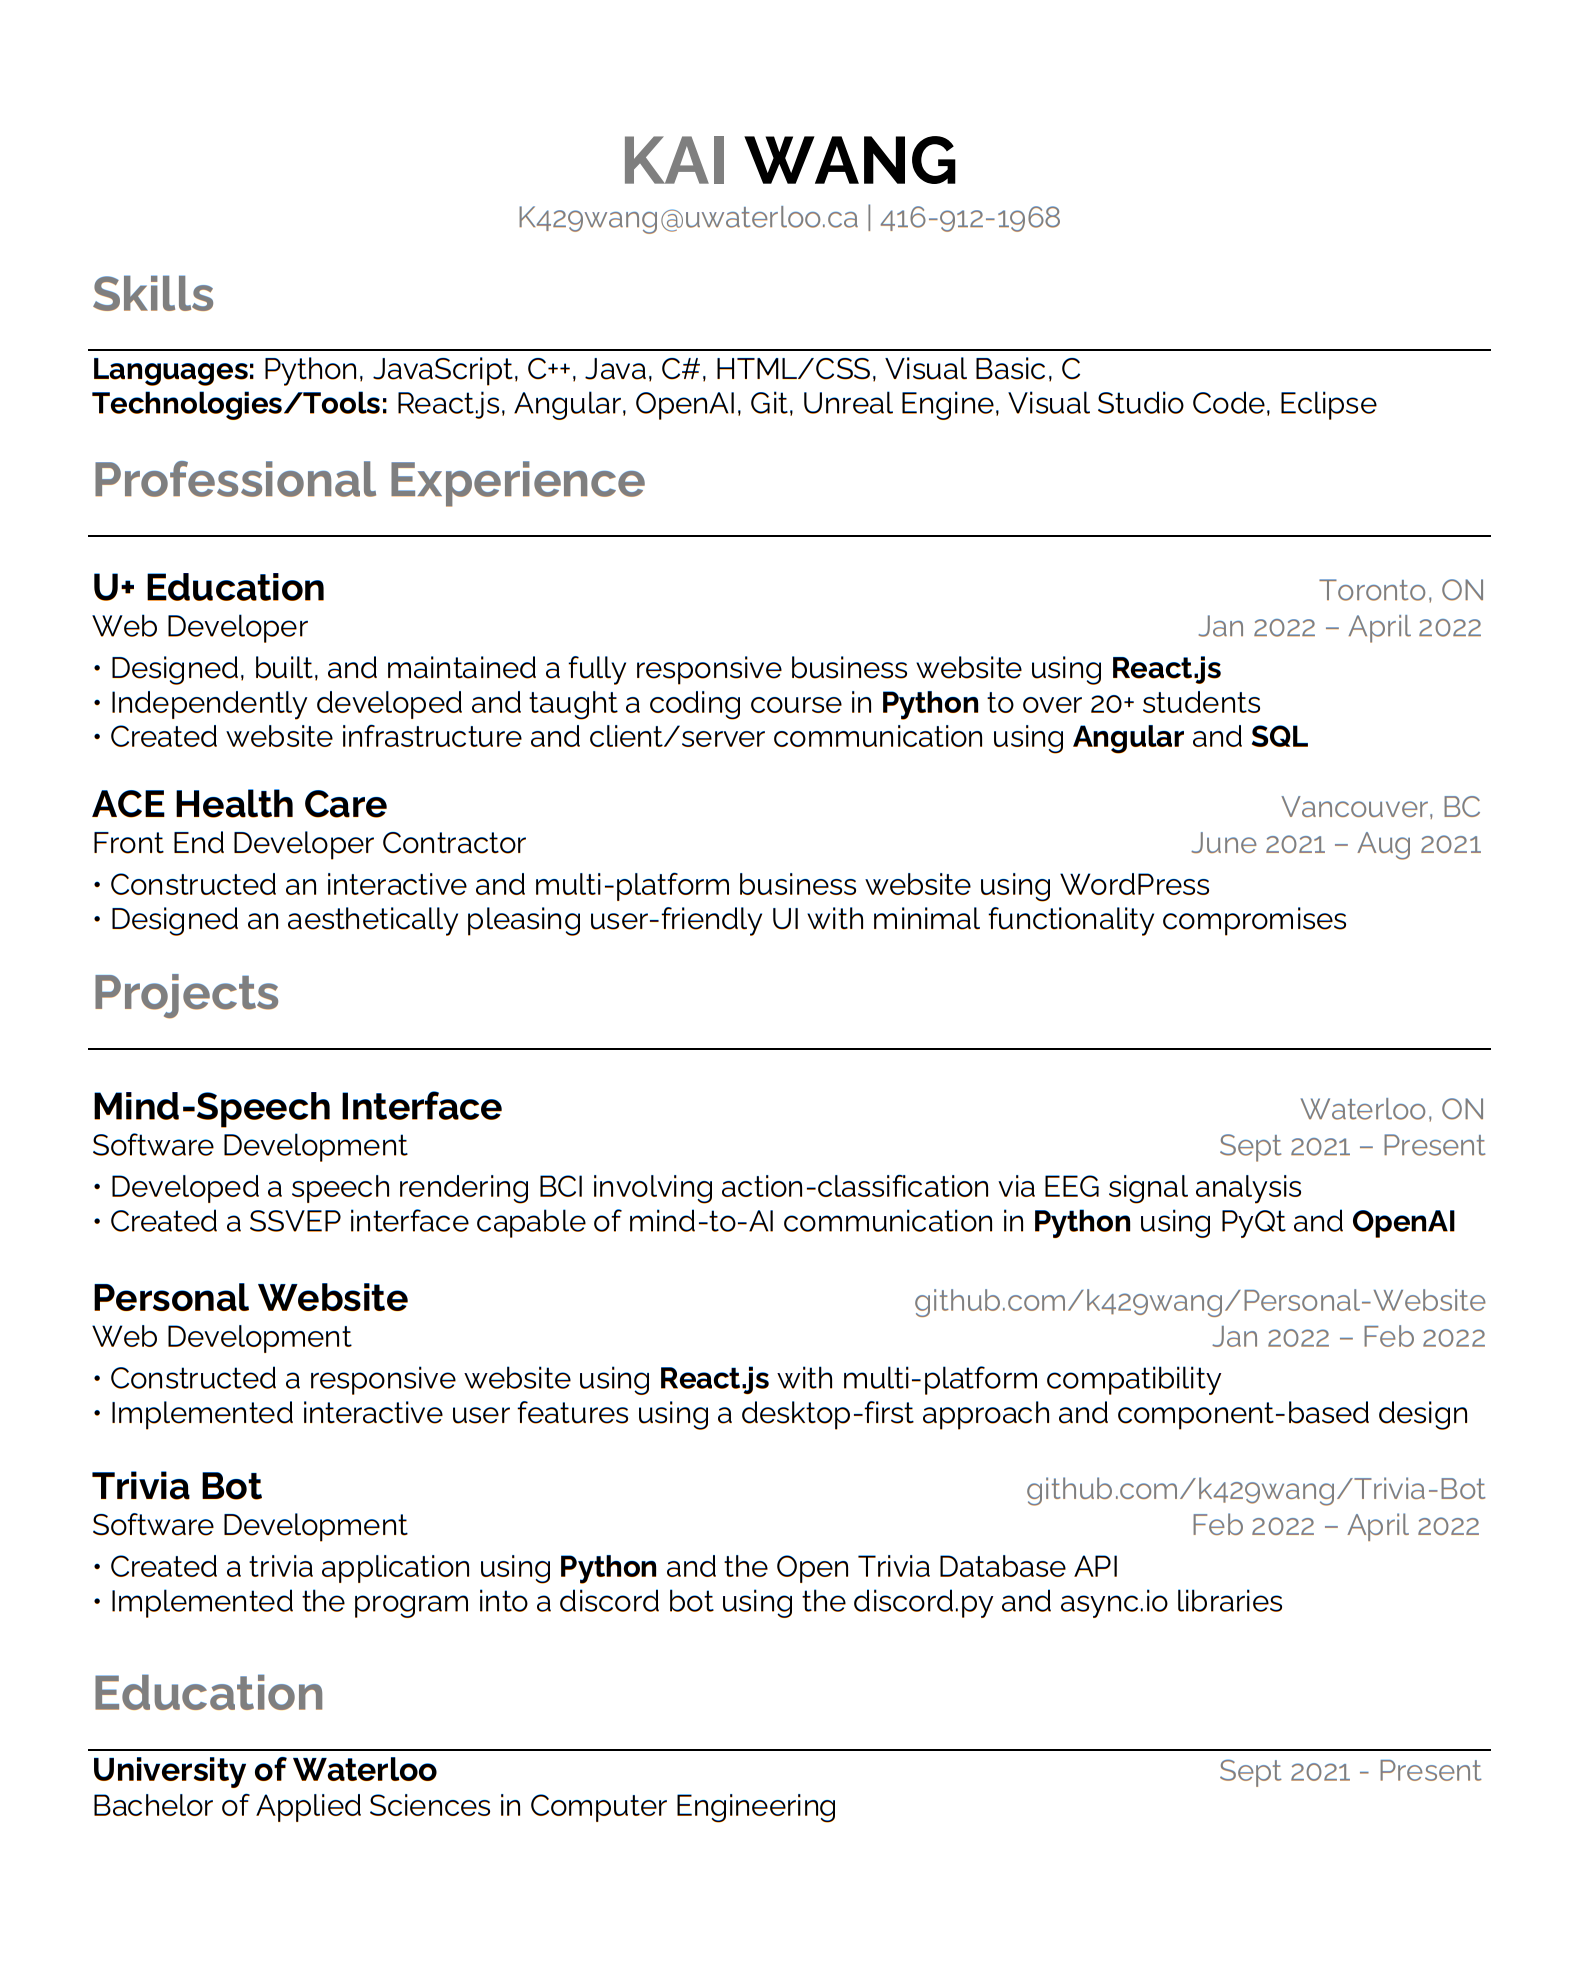 KAI WANG
K429wang@uwaterloo.ca | 416-912-1968
Skills
Languages: Python, JavaScript, C++, Java, C#, HTML/CSS, Visual Basic, C
Technologies/Tools: React.js, Angular, OpenAI, Git, Unreal Engine, Visual Studio Code, Eclipse
Professional Experience
U+ Education Toronto, ON
Web Developer Jan 2022 – April 2022
• Designed, built, and maintained a fully responsive business website using React.js
• Independently developed and taught a coding course in Python to over 20+ students
• Created website infrastructure and client/server communication using Angular and SQL
ACE Health Care Vancouver, BC
Front End Developer Contractor June 2021 – Aug 2021
• Constructed an interactive and multi-platform business website using WordPress
• Designed an aesthetically pleasing user-friendly UI with minimal functionality compromises
Projects
Mind-Speech Interface Waterloo, ON
Software Development Sept 2021 – Present
• Developed a speech rendering BCI involving action-classification via EEG signal analysis
• Created a SSVEP interface capable of mind-to-AI communication in Python using PyQt and OpenAI
Personal Website github.com/k429wang/Personal-Website
Web Development Jan 2022 – Feb 2022
• Constructed a responsive website using React.js with multi-platform compatibility
• Implemented interactive user features using a desktop-first approach and component-based design
Trivia Bot github.com/k429wang/Trivia-Bot
Software Development Feb 2022 – April 2022
• Created a trivia application using Python and the Open Trivia Database API
• Implemented the program into a discord bot using the discord.py and async.io libraries
Education
University of Waterloo Sept 2021 - Present
Bachelor of Applied Sciences in Computer Engineering